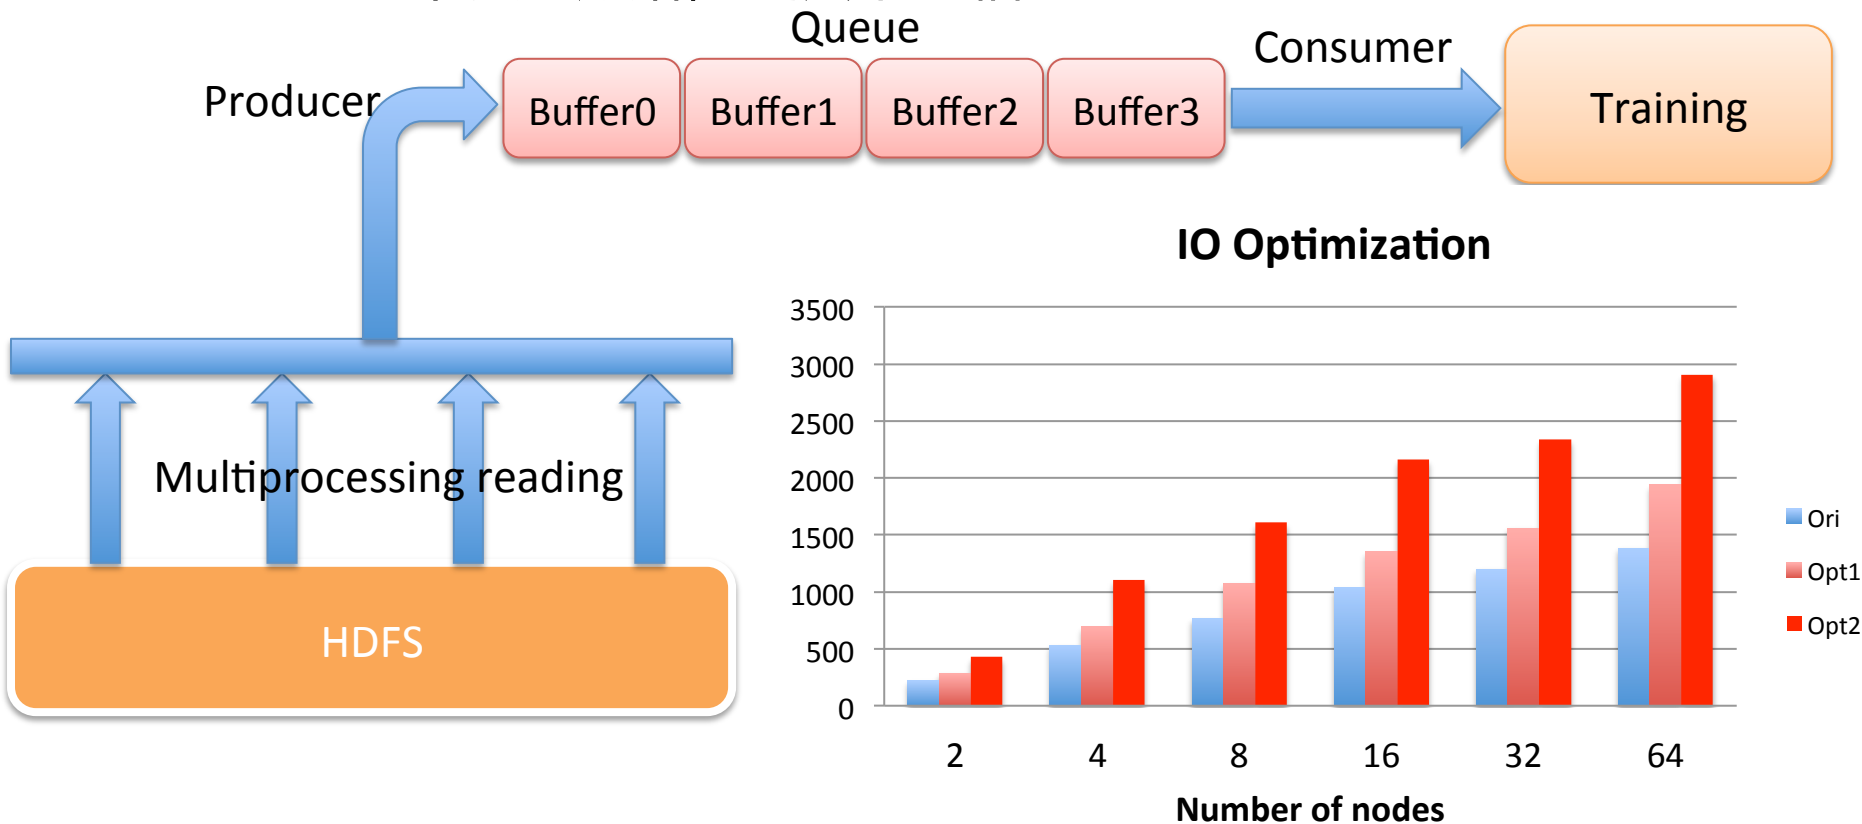 Queue
Producer
Buffer0
Buffer1
Buffer2
Buffer3
Consumer
Training
Multiprocessing reading
HDFS
IO Optimization
3500
3000
2500
2000
1500
1000
500
0
2
4
8
16
32
64
Number of nodes
Ori
Opt1
Opt2